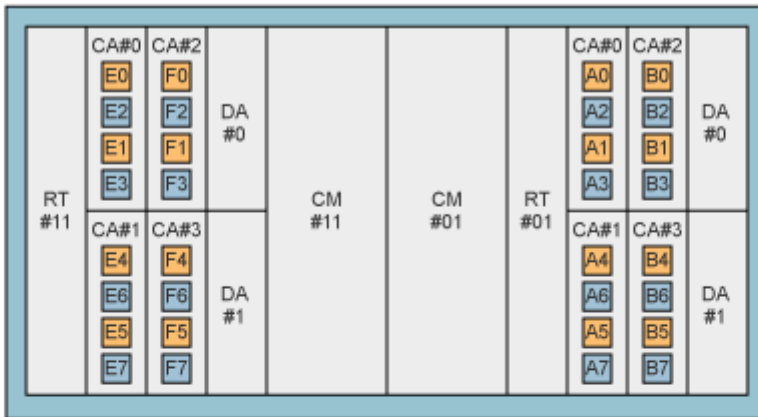 CA#0 CA#2
E0 F0
E2 F2
E1 F1
E3 F3
DA
#0
RT
#11
CA#1 CA#3
E4 F4
E6 F6
E5 F5
E7 F7
DA
#1
CM
#11
CM
#01
RT
#01
CA#0 CA#2
A0 B0
A2 B2
A1 B1
A3 B3
DA
#0
CA#1 CA#3
A4 B4
A6 B6
A5 B5
A7 B7
DA
#1